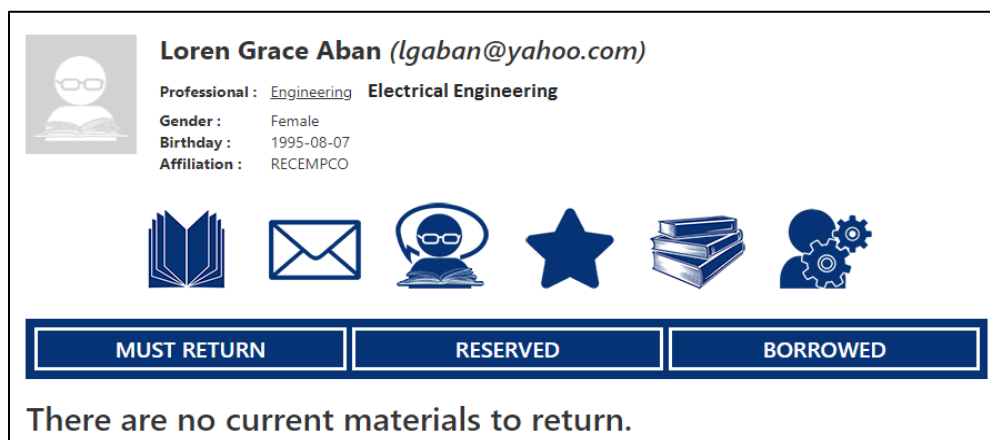 Loren Grace Aban (lgaban@yahoo.com)
Professional : Engineering Electrical Engineering
Gender : Female
Birthday : 1995-08-07
Affiliation : RECEMPCO
MUST RETURN RESERVED BORROWED
There are no current materials to return.